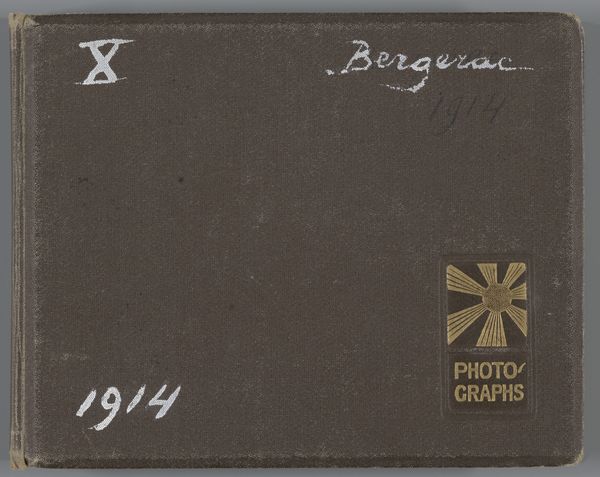 X
Bergerac
1914
1914
PHOTO-
GRAPHS